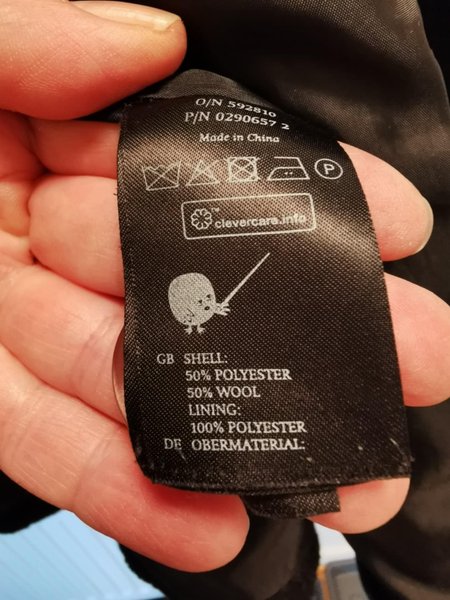 O/N 592810
P/N 0290657 2
Made in China
P
™ clevercare.info
GB SHELL:
50% POLYESTER
50% WOOL
LINING:
100% POLYESTER
DE OBERMATERIAL: